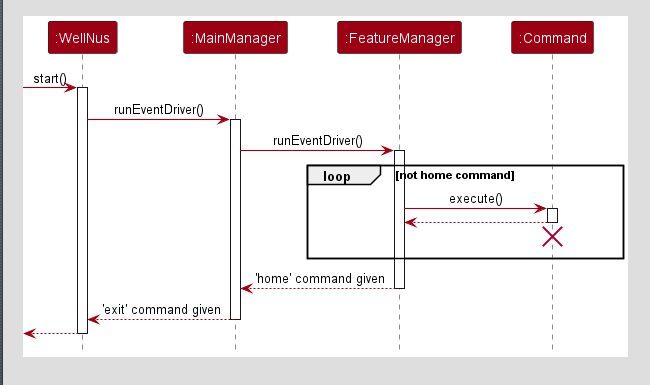 :WellNus
:MainManager
:FeatureManager
:Command
start()
runEventDriver()
runEventDriver()
loop
[not home command]
execute()
'home' command given
'exit' command given